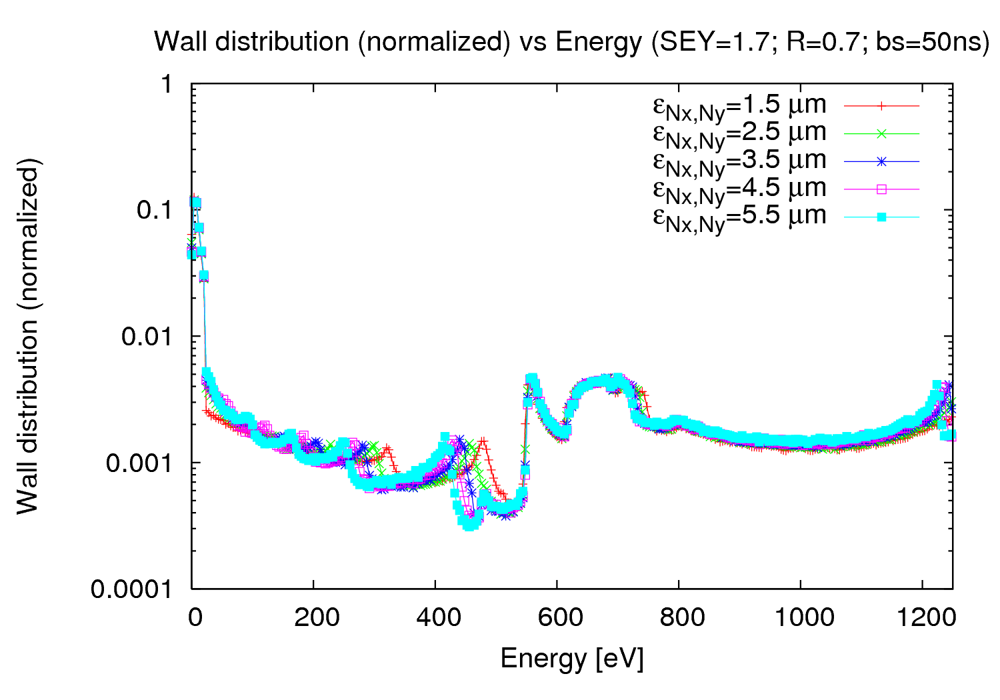 Wall distribution (normalized) vs Energy (SEY=1.7; R=0.7; bs=50ns)
Wall distribution (normalized)
1
0.1
0.01
0.001
0.0001
εNx,Ny=1.5 μm
εNx,Ny=2.5 μm
εNx,Ny=3.5 μm
εNx,Ny=4.5 μm
εNx,Ny=5.5 μm
0 200 400 600 800 1000 1200
Energy [eV]